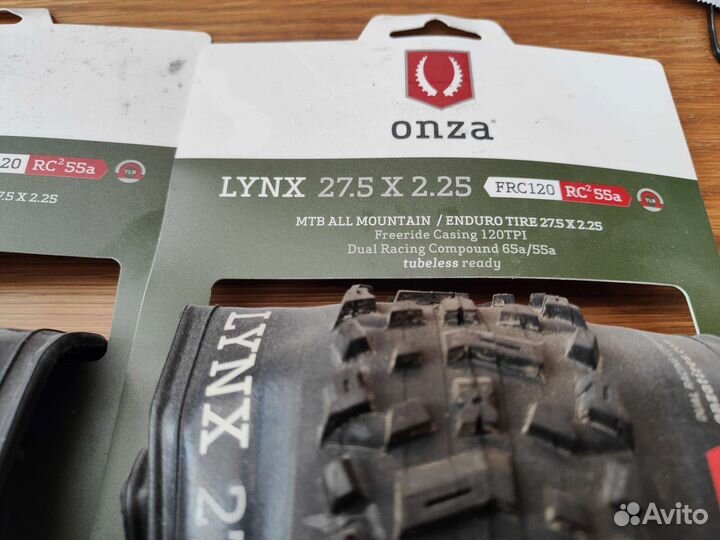 onza
LYNX 27.5 X 2.25 FRC120 RC² 55a TLR
MTB ALL MOUNTAIN / ENDURO TIRE 27.5 X 2.25
Freeride Casing 120TPI
Dual Racing Compound 65a/55a
tubeless ready
20 RC² 55a TLR
7.5 X 2.25
LYNX 2
Avito